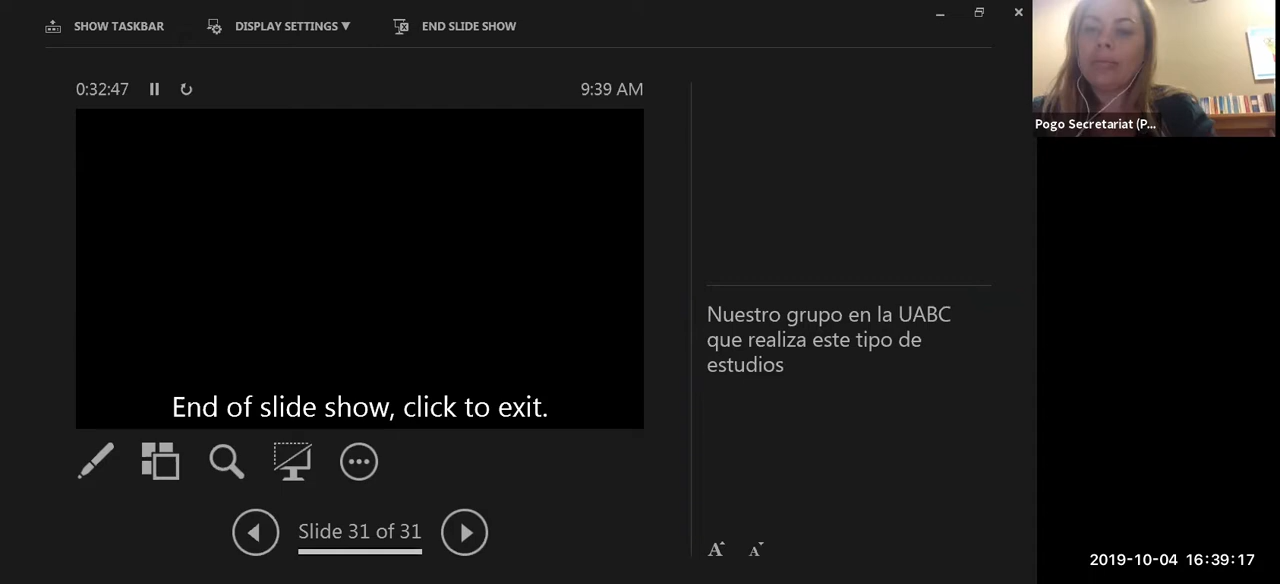 SHOW TASKBAR
DISPLAY SETTINGS ▼
END SLIDE SHOW
0:32:47
9:39 AM
End of slide show, click to exit.
Slide 31 of 31
Nuestro grupo en la UABC
que realiza este tipo de
estudios
A A
Pogo Secretariat (P...
2019-10-04 16:39:17